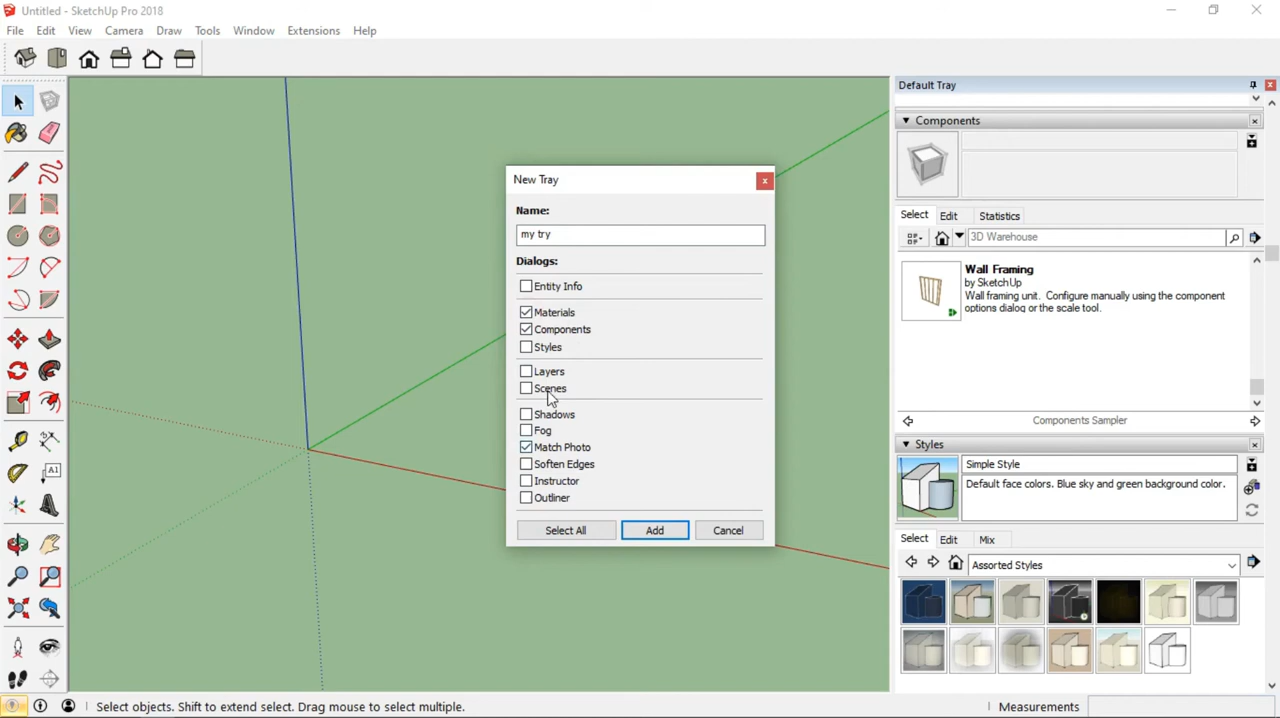 Untitled - SketchUp Pro 2018
File Edit View Camera Draw Tools Window Extensions Help
Default Tray
Components
Select Edit Statistics
3D Warehouse
Wall Framing
by SketchUp
Wall framing unit. Configure manually using the component
options dialog or the scale tool.
Components Sampler
Styles
Simple Style
Default face colors. Blue sky and green background color.
Select Edit Mix
Assorted Styles
New Tray
Name:
my try
Dialogs:
Entity Info
Materials
Components
Styles
Layers
Scenes
Shadows
Fog
Match Photo
Soften Edges
Instructor
Outliner
Select All Add Cancel
A1
Select objects. Shift to extend select. Drag mouse to select multiple.
Measurements